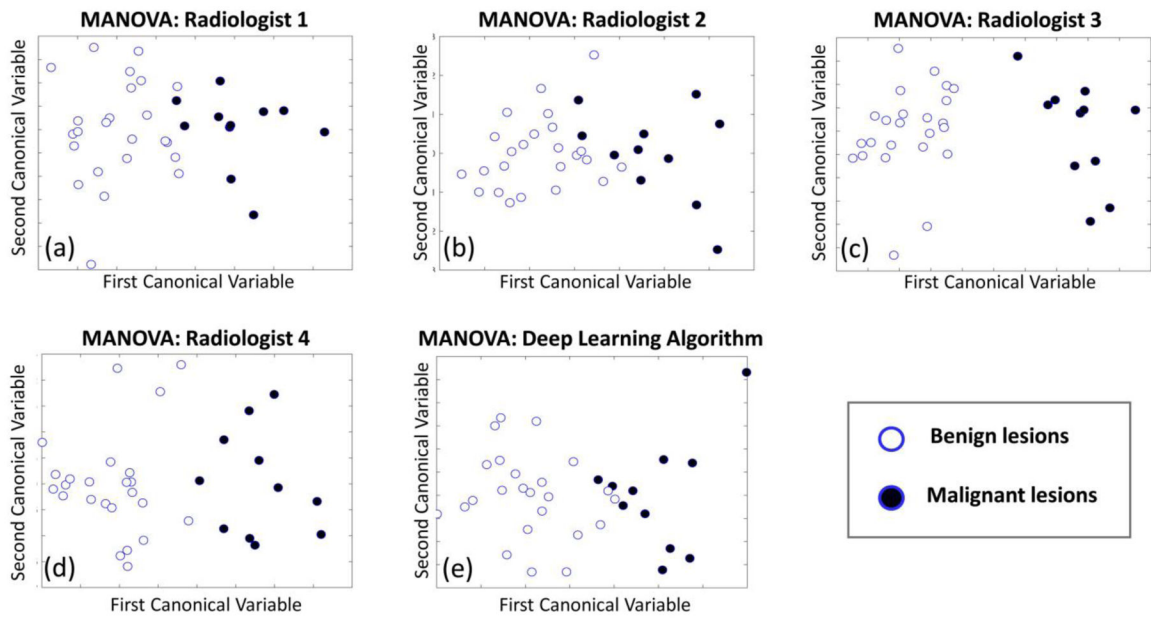 MANOVA: Radiologist 1
MANOVA: Radiologist 2
MANOVA: Radiologist 3
Second Canonical Variable
(a)
First Canonical Variable
Second Canonical Variable
(b)
First Canonical Variable
Second Canonical Variable
(c)
First Canonical Variable
MANOVA: Radiologist 4
MANOVA: Deep Learning Algorithm
Second Canonical Variable
(d)
First Canonical Variable
Second Canonical Variable
(e)
First Canonical Variable
Benign lesions
Malignant lesions